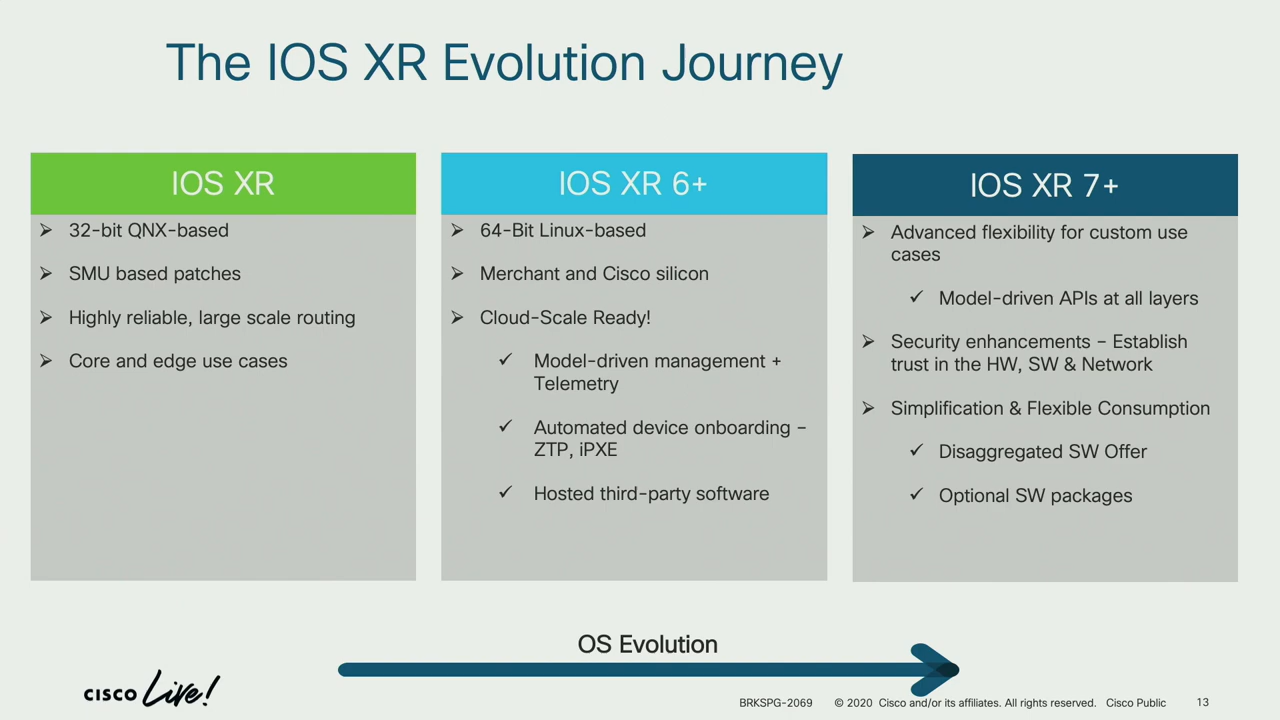 The IOS XR Evolution Journey
IOS XR
32-bit QNX-based
SMU based patches
Highly reliable, large scale routing
Core and edge use cases
IOS XR 6+
64-Bit Linux-based
Merchant and Cisco silicon
Cloud-Scale Ready!
Model-driven management +
Telemetry
Automated device onboarding –
ZTP, iPXE
Hosted third-party software
IOS XR 7+
Advanced flexibility for custom use
cases
Model-driven APIs at all layers
Security enhancements – Establish
trust in the HW, SW & Network
Simplification & Flexible Consumption
Disaggregated SW Offer
Optional SW packages
OS Evolution
CISCO Live!
BRKSPG-2069 © 2020 Cisco and/or its affiliates. All rights reserved. Cisco Public 13